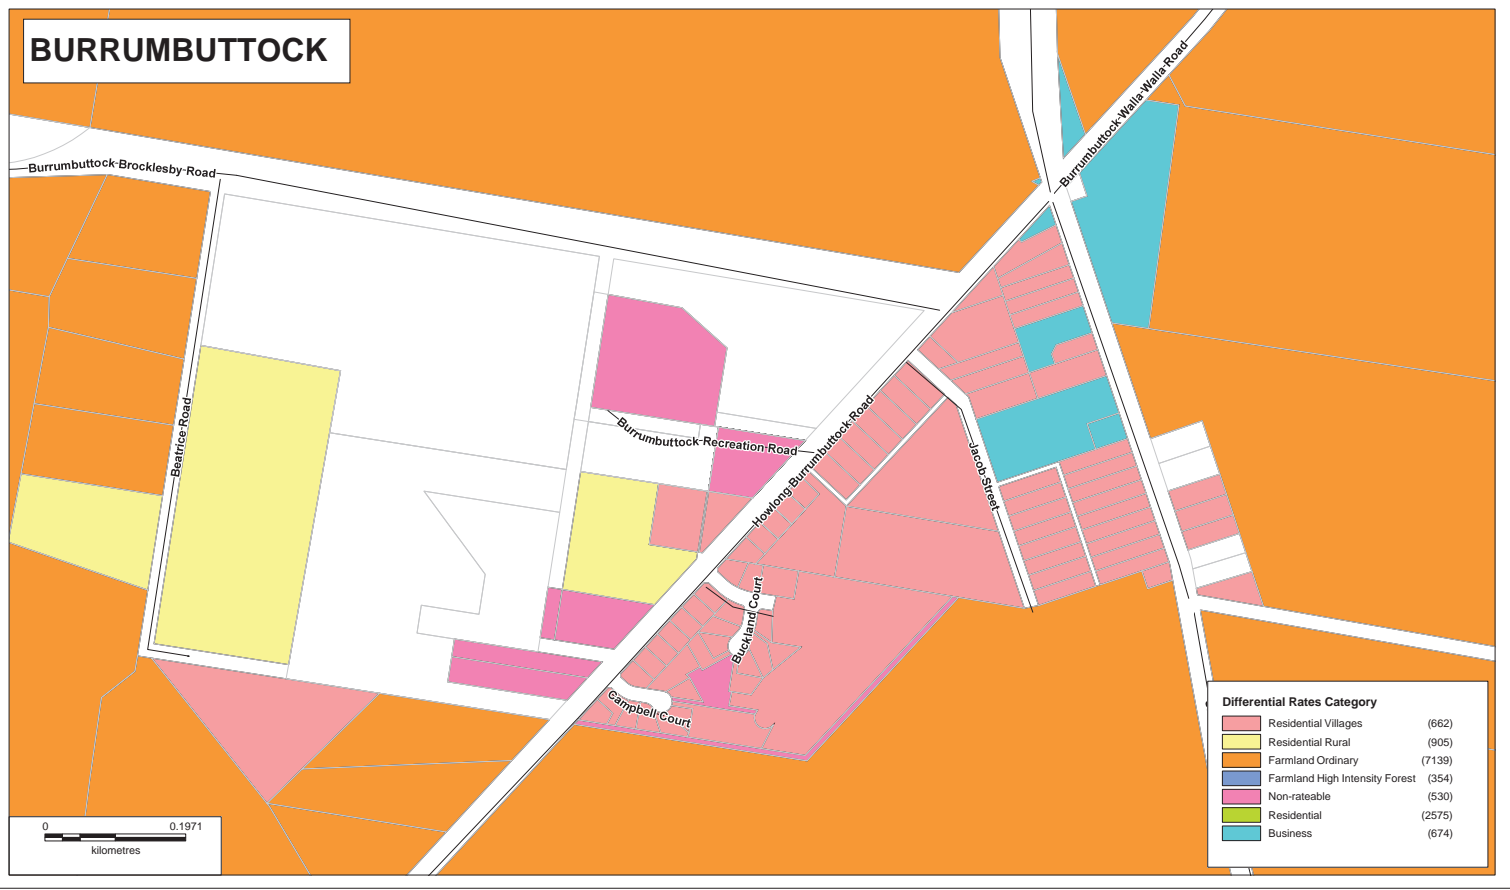 BURRUMBUTTOCK
Burrumbuttock-Walla-Walla-Road
Burrumbuttock-Brocklesby-Road
Beatrice-Road
Burrumbuttock-Recreation-Road
Howlong-Burrumbuttock-Road
Jacob-Street
Buckland Court
Campbell Court
Differential Rates Category
Residential Villages (662)
Residential Rural (905)
Farmland Ordinary (7139)
Farmland High Intensity Forest (354)
Non-rateable (530)
Residential (2575)
Business (674)
0 0.1971
kilometres